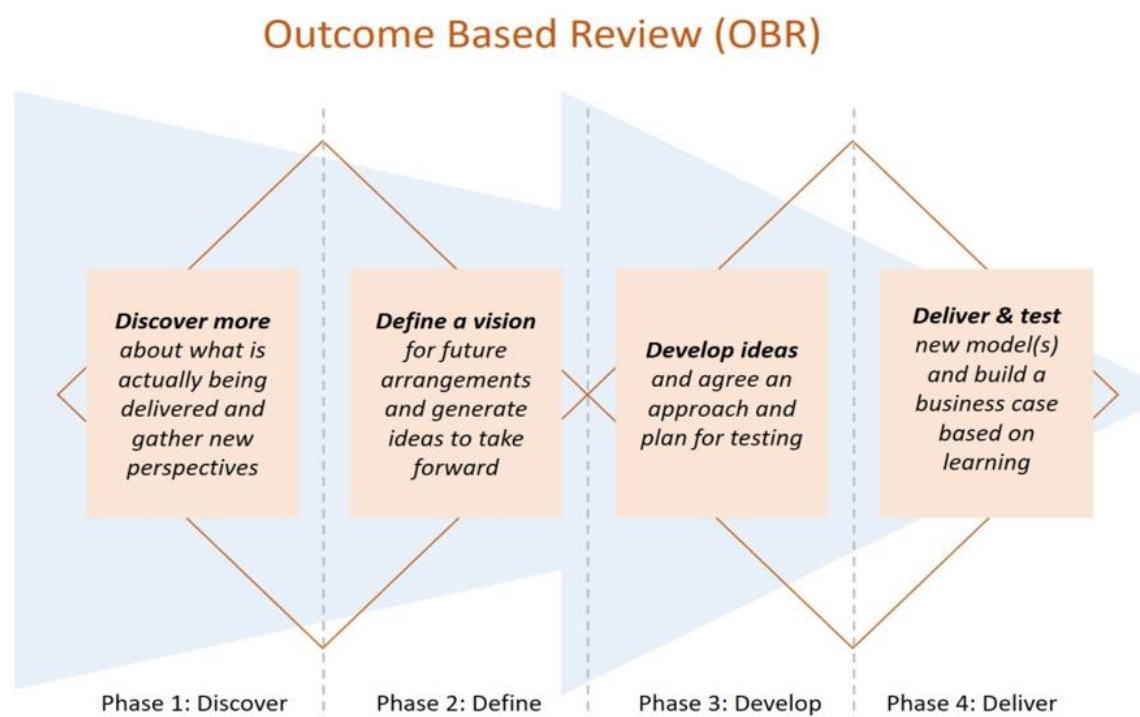 Outcome Based Review (OBR)
Discover more
about what is
actually being
delivered and
gather new
perspectives
Define a vision
for future
arrangements
and generate
ideas to take
forward
Develop ideas
and agree an
approach and
plan for testing
Deliver & test
new model(s)
and build a
business case
based on
learning
Phase 1: Discover
Phase 2: Define
Phase 3: Develop
Phase 4: Deliver